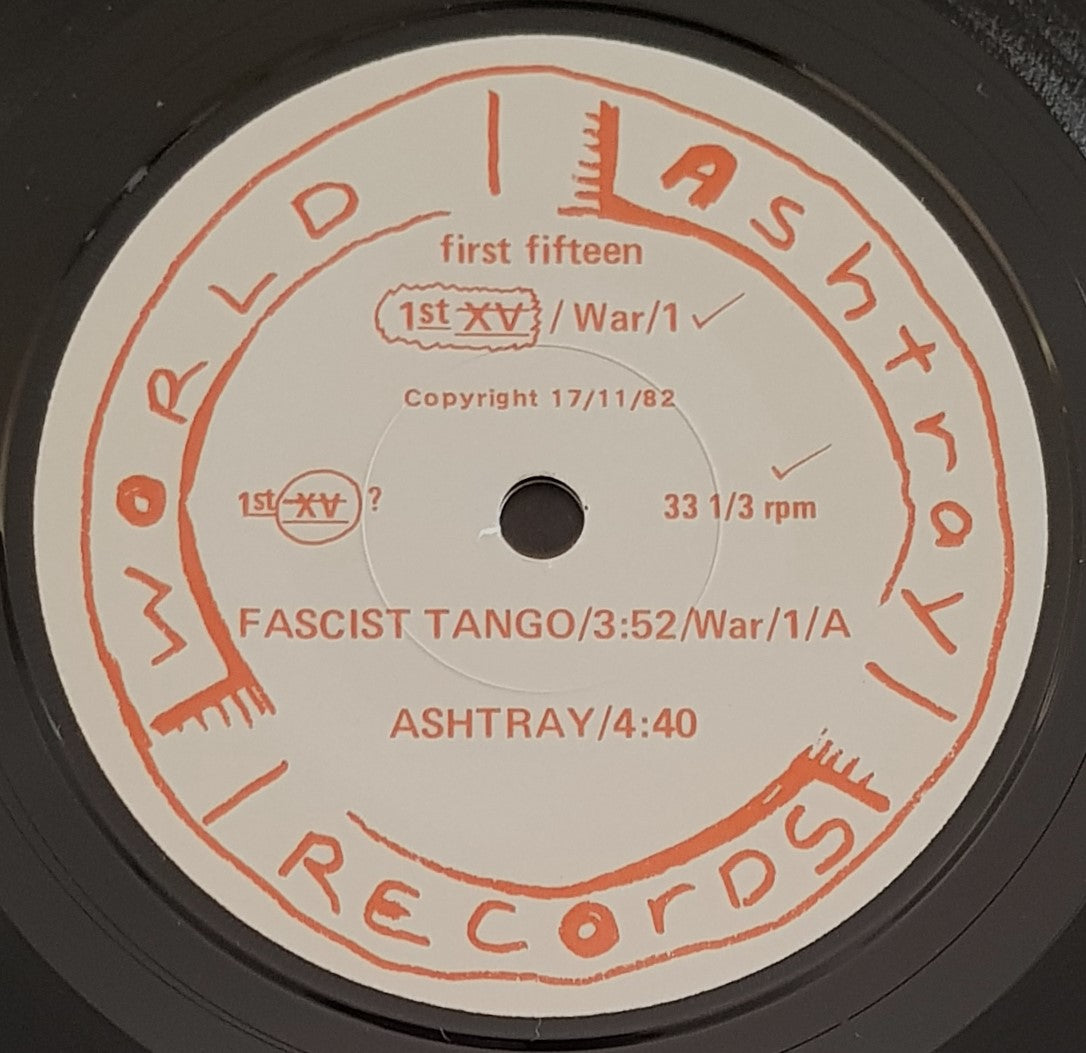 WORLD
Ashtray
RECOrDS
first fifteen
1st XV / War/1 ✓
Copyright 17/11/82
1st XV ?
33 1/3 rpm
FASCIST TANGO/3:52/War/1/A
ASHTRAY/4:40